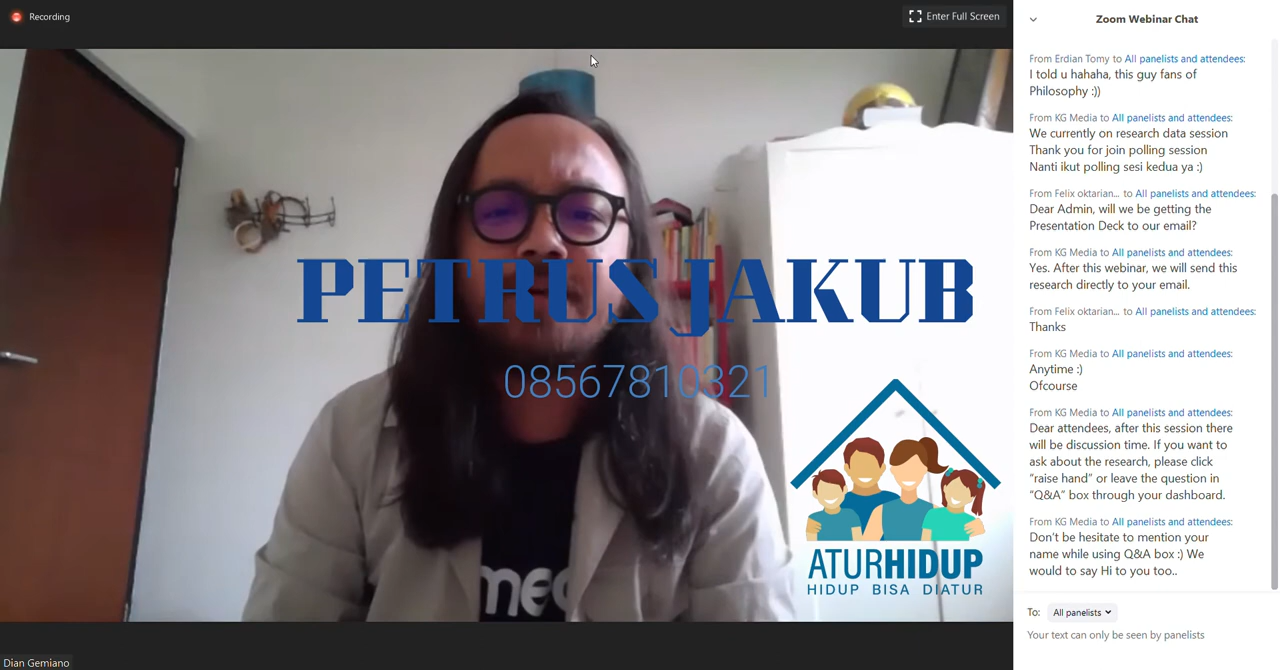 Recording
Enter Full Screen
PETRUS JAKUB
08567810321
ATURHIDUP
HIDUP BISA DIATUR
Dian Gemiano
Zoom Webinar Chat
From Erdian Tomy to All panelists and attendees:
I told u hahaha, this guy fans of
Philosophy :))
From KG Media to All panelists and attendees:
We currently on research data session
Thank you for join polling session
Nanti ikut polling sesi kedua ya :)
From Felix oktarian... to All panelists and attendees:
Dear Admin, will we be getting the
Presentation Deck to our email?
From KG Media to All panelists and attendees:
Yes. After this webinar, we will send this
research directly to your email.
From Felix oktarian... to All panelists and attendees:
Thanks
From KG Media to All panelists and attendees:
Anytime :)
Ofcourse
From KG Media to All panelists and attendees:
Dear attendees, after this session there
will be discussion time. If you want to
ask about the research, please click
“raise hand” or leave the question in
“Q&A” box through your dashboard.
From KG Media to All panelists and attendees:
Don't be hesitate to mention your
name while using Q&A box :) We
would to say Hi to you too..
To: All panelists
Your text can only be seen by panelists